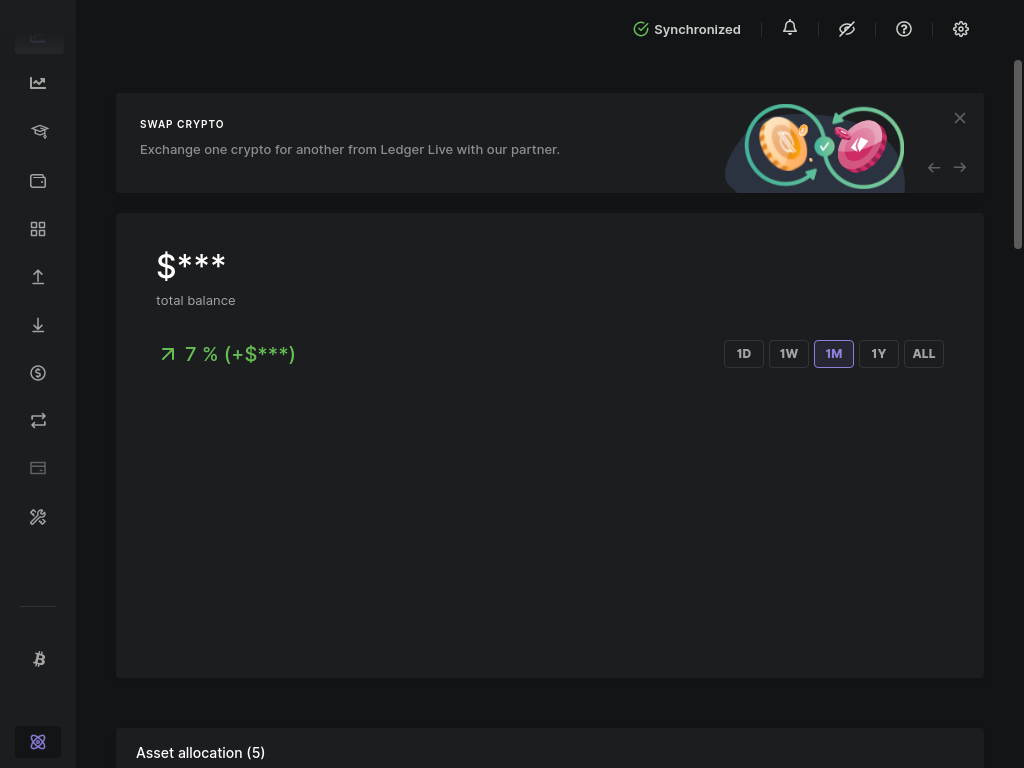 Synchronized
SWAP CRYPTO
Exchange one crypto for another from Ledger Live with our partner.
$***
total balance
7 % (+$***)
1D 1W 1M 1Y ALL
Asset allocation (5)